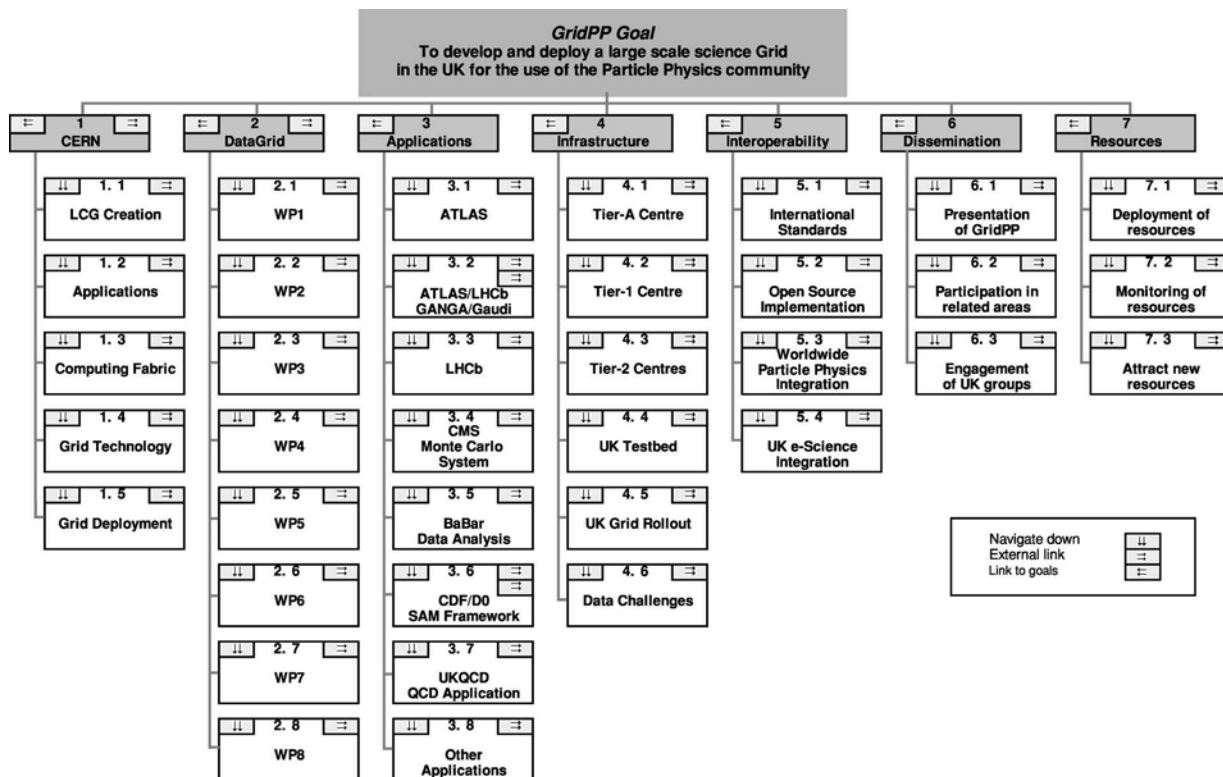 GridPP Goal
To develop and deploy a large scale science Grid
in the UK for the use of the Particle Physics community
1
CERN
2
DataGrid
3
Applications
4
Infrastructure
5
Interoperability
6
Dissemination
7
Resources
1. 1
LCG Creation
1. 2
Applications
1. 3
Computing Fabric
1. 4
Grid Technology
1. 5
Grid Deployment
2. 1
WP1
2. 2
WP2
2. 3
WP3
2. 4
WP4
2. 5
WP5
2. 6
WP6
2. 7
WP7
2. 8
WP8
3. 1
ATLAS
3. 2
ATLAS/LHCb
GANGA/Gaudi
3. 3
LHCb
3. 4
CMS
Monte Carlo
System
3. 5
BaBar
Data Analysis
3. 6
CDF/D0
SAM Framework
3. 7
UKQCD
QCD Application
3. 8
Other
Applications
4. 1
Tier-A Centre
4. 2
Tier-1 Centre
4. 3
Tier-2 Centres
4. 4
UK Testbed
4. 5
UK Grid Rollout
4. 6
Data Challenges
5. 1
International
Standards
5. 2
Open Source
Implementation
5. 3
Worldwide
Particle Physics
Integration
5. 4
UK e-Science
Integration
6. 1
Presentation
of GridPP
6. 2
Participation in
related areas
6. 3
Engagement
of UK groups
7. 1
Deployment of
resources
7. 2
Monitoring of
resources
7. 3
Attract new
resources
Navigate down
External link
Link to goals